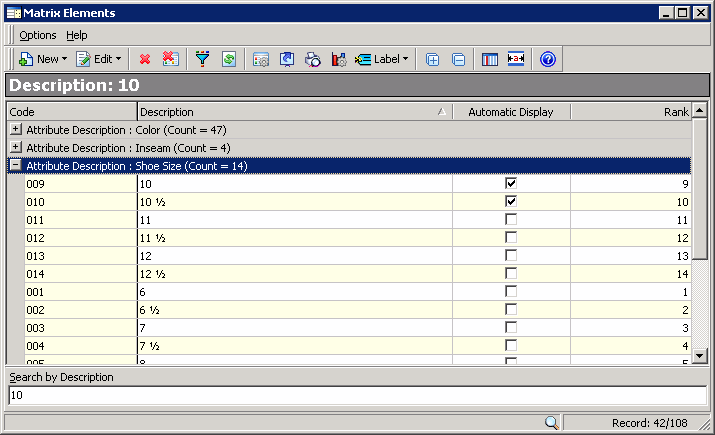 Matrix Elements
Options Help
New Edit Label
Description: 10
Code Description Automatic Display Rank
Attribute Description : Color (Count = 47)
Attribute Description : Inseam (Count = 4)
Attribute Description : Shoe Size (Count = 14)
009 10 9
010 10 ½ 10
011 11 11
012 11 ½ 12
013 12 13
014 12 ½ 14
001 6 1
002 6 ½ 2
003 7 3
004 7 ½ 4
005 8 5
Search by Description
10
Record: 42/108